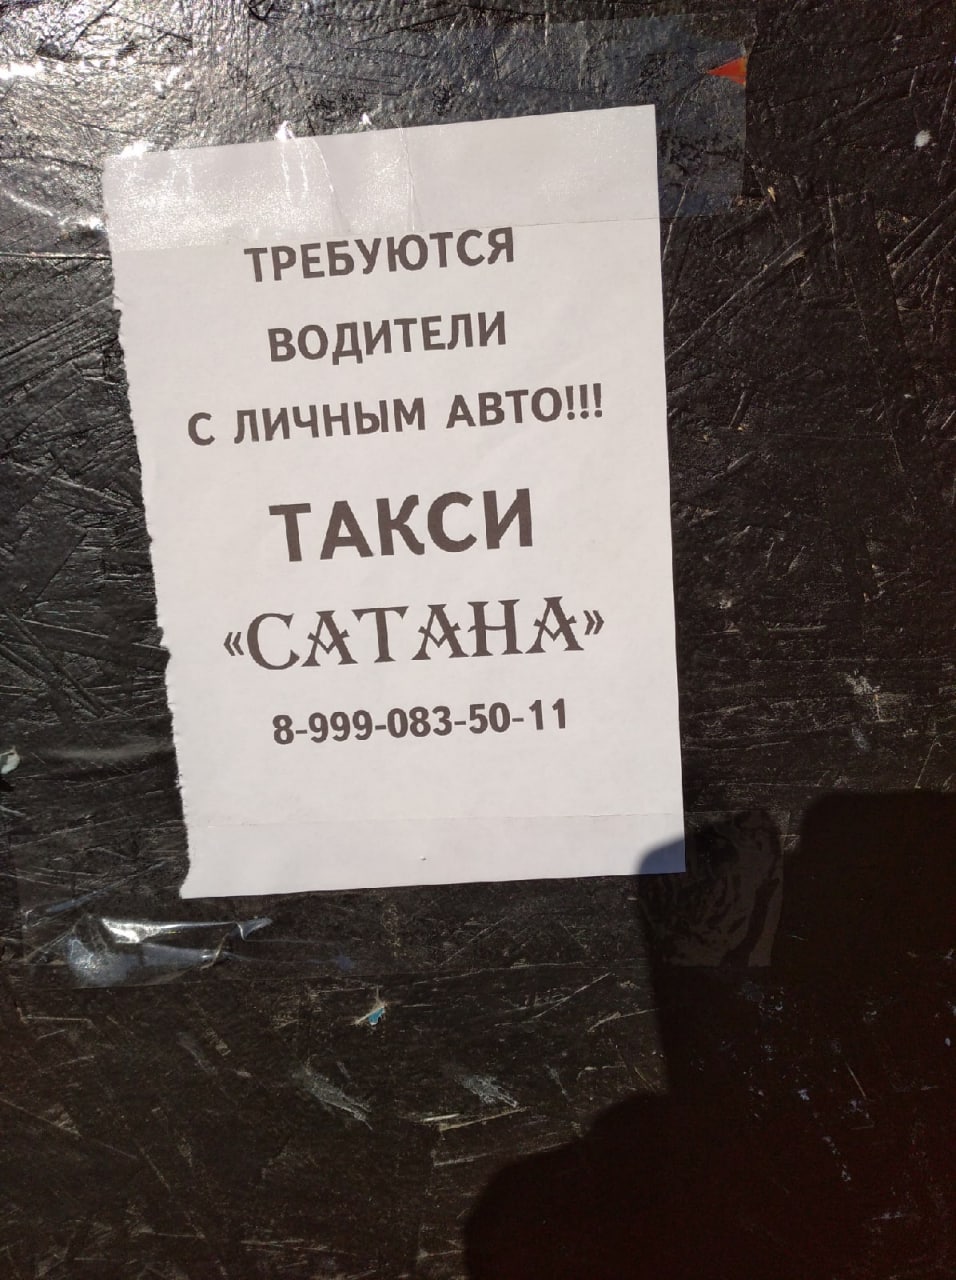 ТРЕБУЮТСЯ
ВОДИТЕЛИ
С ЛИЧНЫМ АВТО!!!
ТАКСИ
«САТАНА»
8-999-083-50-11